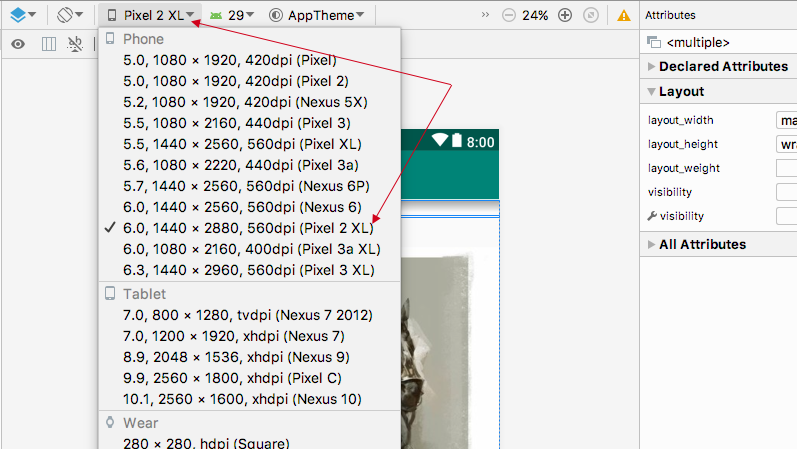 Pixel 2 XL
29
AppTheme
»
24%
Attributes
<multiple>
Declared Attributes
Layout
layout_width
ma
layout_height
wra
layout_weight
visibility
visibility
All Attributes
Phone
5.0, 1080 × 1920, 420dpi (Pixel)
5.0, 1080 × 1920, 420dpi (Pixel 2)
5.2, 1080 × 1920, 420dpi (Nexus 5X)
5.5, 1080 × 2160, 440dpi (Pixel 3)
5.5, 1440 × 2560, 560dpi (Pixel XL)
5.6, 1080 × 2220, 440dpi (Pixel 3a)
5.7, 1440 × 2560, 560dpi (Nexus 6P)
6.0, 1440 × 2560, 560dpi (Nexus 6)
6.0, 1440 × 2880, 560dpi (Pixel 2 XL)
6.0, 1080 × 2160, 400dpi (Pixel 3a XL)
6.3, 1440 × 2960, 560dpi (Pixel 3 XL)
Tablet
7.0, 800 × 1280, tvdpi (Nexus 7 2012)
7.0, 1200 × 1920, xhdpi (Nexus 7)
8.9, 2048 × 1536, xhdpi (Nexus 9)
9.9, 2560 × 1800, xhdpi (Pixel C)
10.1, 2560 × 1600, xhdpi (Nexus 10)
Wear
280 × 280, hdpi (Square)
8:00